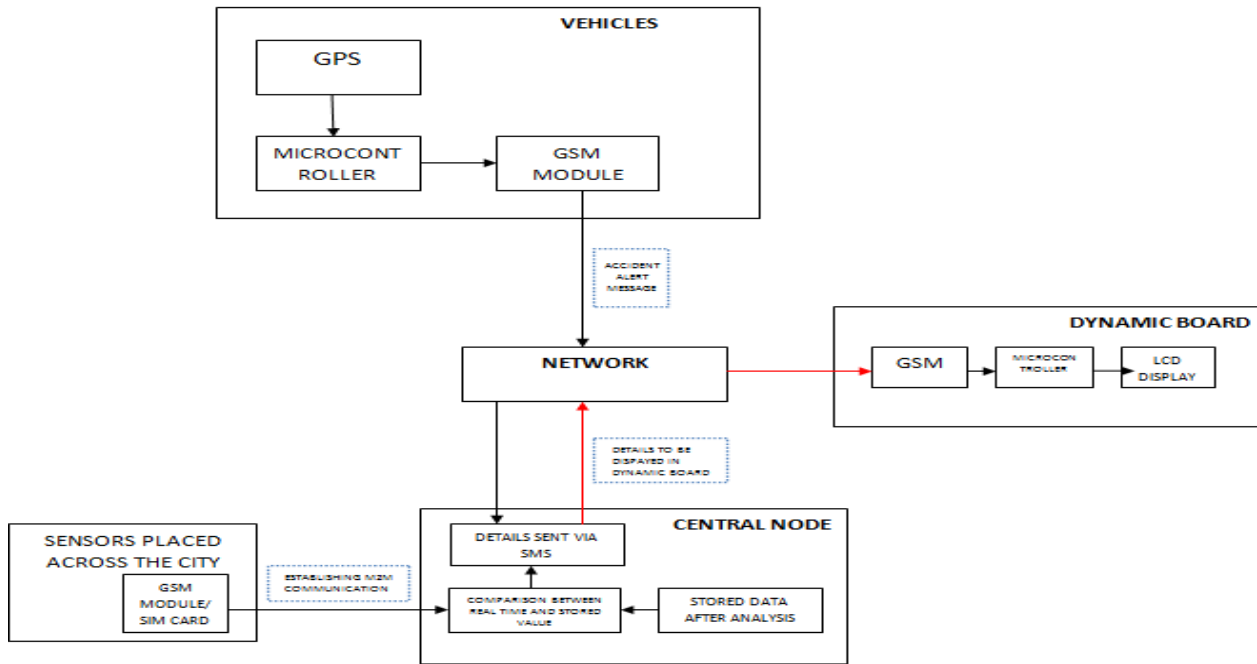 VEHICLES
GPS
MICROCONT
ROLLER
GSM
MODULE
ACCIDENT
ALERT
MESSAGE
NETWORK
DYNAMIC BOARD
GSM
MICROCON
TROLLER
LCD
DISPLAY
DETAILS TO BE
DISPAYED IN
DYNAMIC BOARD
CENTRAL NODE
DETAILS SENT VIA
SMS
SENSORS PLACED
ACROSS THE CITY
GSM
MODULE/
SIM CARD
ESTABLISHING M2M
COMMUNICATION
COMPARISON BETWEEN
REAL TIME AND STORED
VALUE
STORED DATA
AFTER ANALYSIS